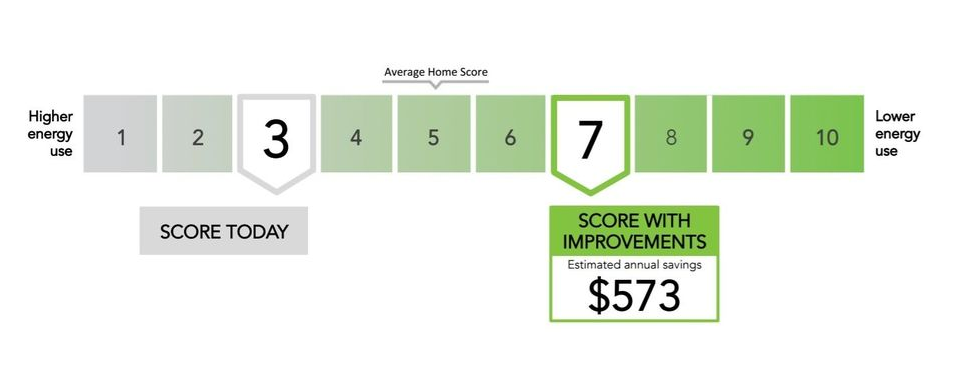 Average Home Score
Higher
energy
use
1 2 3 4 5 6 7 8 9 10
Lower
energy
use
SCORE TODAY
SCORE WITH
IMPROVEMENTS
Estimated annual savings
$573